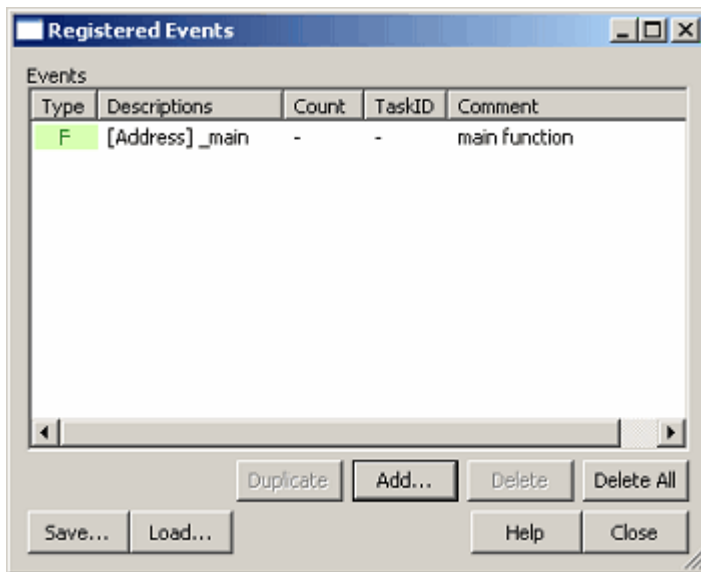 Registered Events
Events
Type Descriptions Count TaskID Comment
F [Address] _main - - main function
Duplicate Add... Delete Delete All
Save... Load... Help Close